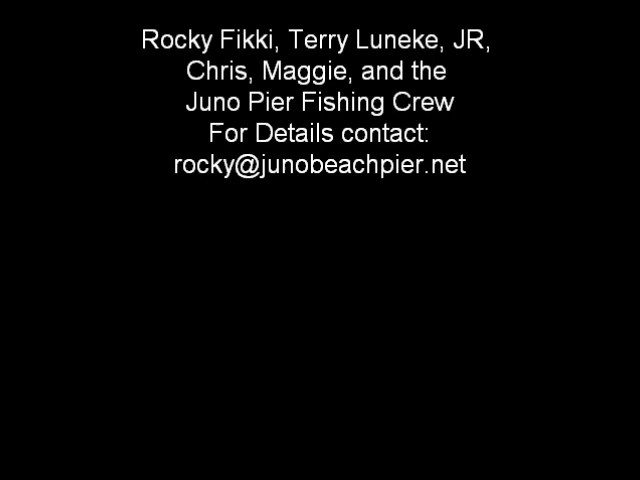 Rocky Fikki, Terry Luneke, JR,
Chris, Maggie, and the
Juno Pier Fishing Crew
For Details contact:
rocky@junobeachpier.net